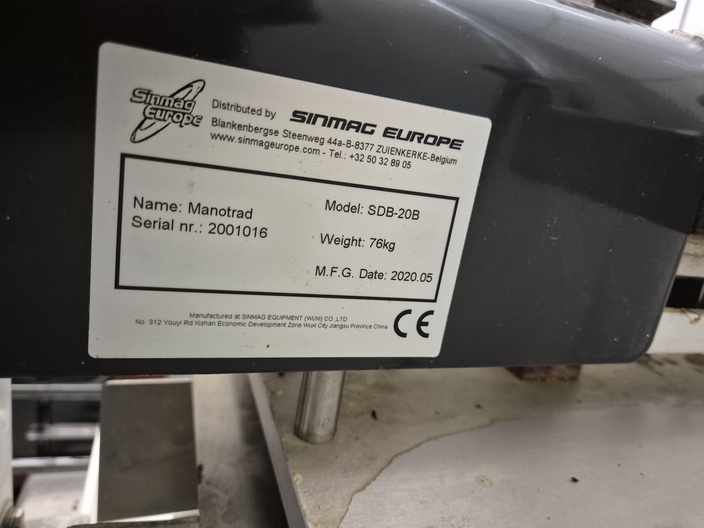 Sinmag
Europe
Distributed by SINMAG EUROPE
Blankenbergse Steenweg 44a-B-8377 ZUIENKERKE-Belgium
www.sinmageurope.com - Tel.: +32 50 32 89 05
Name: Manotrad
Model: SDB-20B
Serial nr.: 2001016
Weight: 76kg
M.F.G. Date: 2020.05
Manufactured at SINMAG EQUIPMENT (WUXI) CO.,LTD
No. 312 Youyi Rd Xishan Economic Development Zone Wuxi City Jiangsu Province China
CE